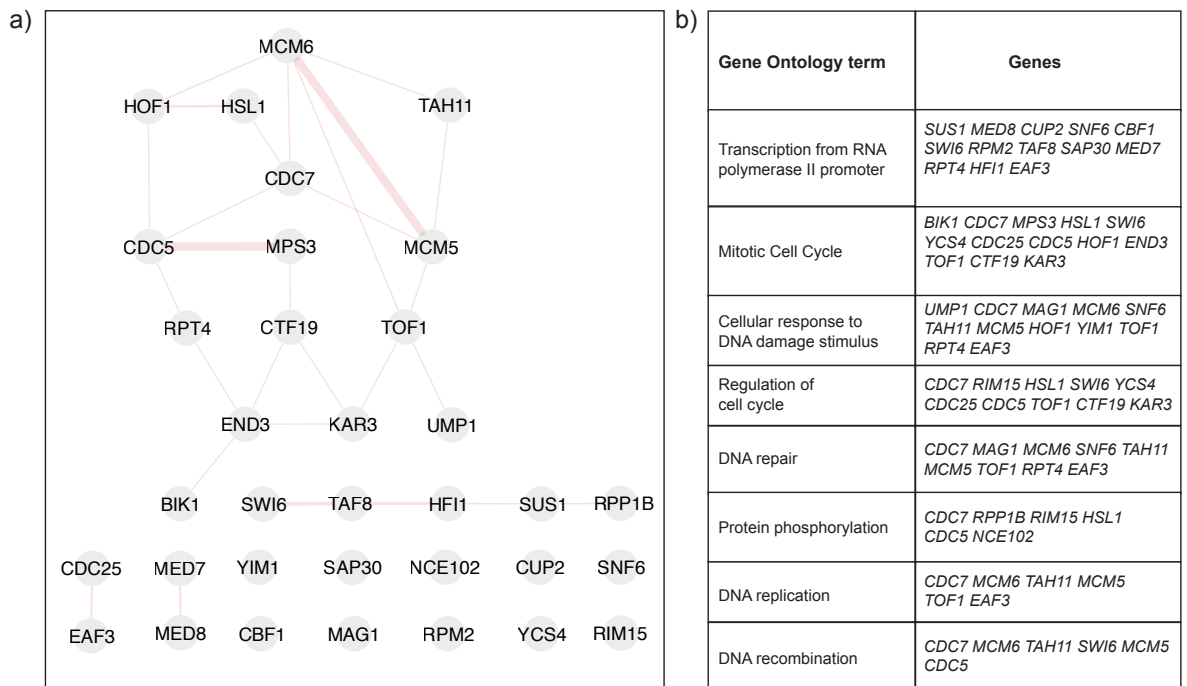 a)
MCM6
HOF1 HSL1 TAH11
CDC7
CDC5 MPS3 MCM5
RPT4 CTF19 TOF1
END3 KAR3 UMP1
BIK1 SWI6 TAF8 HFI1 SUS1 RPP1B
CDC25 MED7 YIM1 SAP30 NCE102 CUP2 SNF6
EAF3 MED8 CBF1 MAG1 RPM2 YCS4 RIM15
b)
Gene Ontology term
Genes
Transcription from RNA
polymerase II promoter
SUS1 MED8 CUP2 SNF6 CBF1
SWI6 RPM2 TAF8 SAP30 MED7
RPT4 HFI1 EAF3
Mitotic Cell Cycle
BIK1 CDC7 MPS3 HSL1 SWI6
YCS4 CDC25 CDC5 HOF1 END3
TOF1 CTF19 KAR3
Cellular response to
DNA damage stimulus
UMP1 CDC7 MAG1 MCM6 SNF6
TAH11 MCM5 HOF1 YIM1 TOF1
RPT4 EAF3
Regulation of
cell cycle
CDC7 RIM15 HSL1 SWI6 YCS4
CDC25 CDC5 TOF1 CTF19 KAR3
DNA repair
CDC7 MAG1 MCM6 SNF6 TAH11
MCM5 TOF1 RPT4 EAF3
Protein phosphorylation
CDC7 RPP1B RIM15 HSL1
CDC5 NCE102
DNA replication
CDC7 MCM6 TAH11 MCM5
TOF1 EAF3
DNA recombination
CDC7 MCM6 TAH11 SWI6 MCM5
CDC5